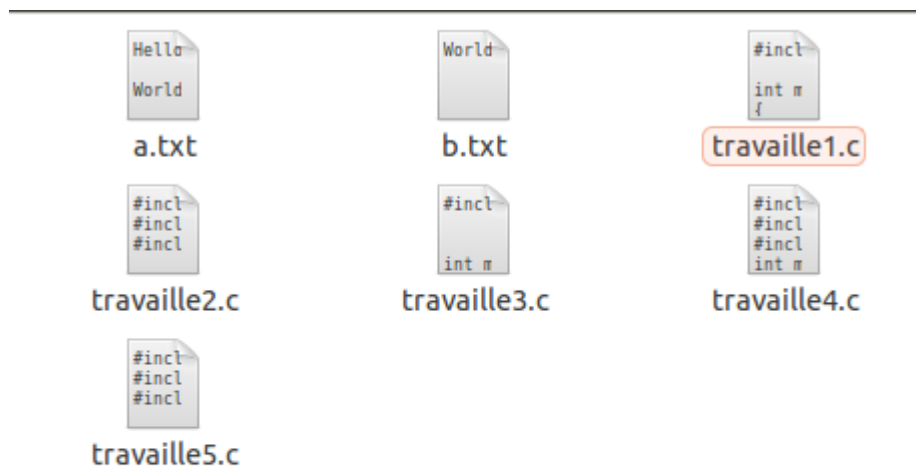 Hello
World
a.txt
World
b.txt
#incl
int m
{
travaille1.c
#incl
#incl
#incl
travaille2.c
#incl
int m
travaille3.c
#incl
#incl
#incl
int m
travaille4.c
#incl
#incl
#incl
travaille5.c